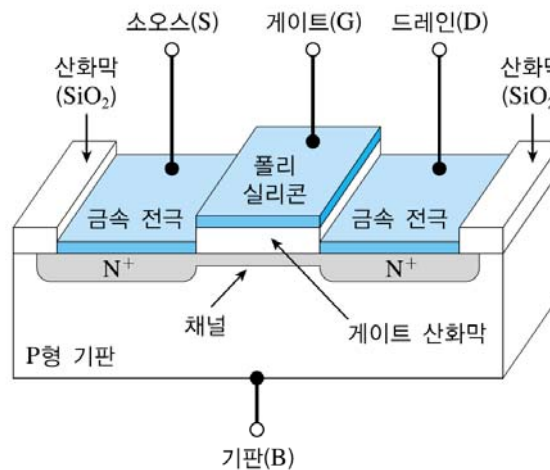 소오스(S)
게이트(G)
드레인(D)
산화막
(SiO₂)
산화막
(SiO₂
폴리
실리콘
금속 전극
금속 전극
N⁺
N⁺
채널
게이트 산화막
P형 기판
기판(B)